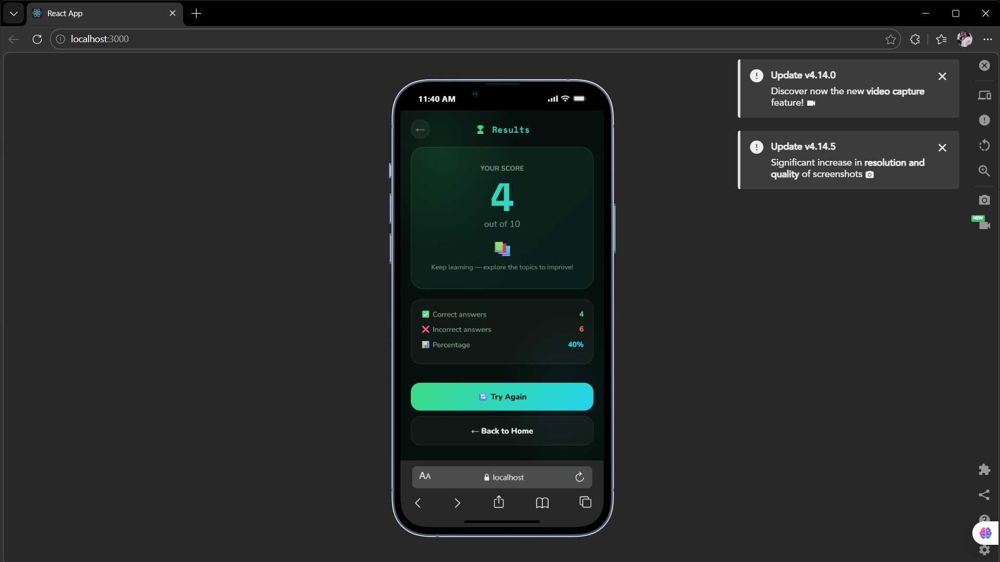 React App
localhost:3000
Update v4.14.0
Discover now the new video capture
feature!
Update v4.14.5
Significant increase in resolution and
quality of screenshots
NEW
11:40 AM
Results
YOUR SCORE
4
out of 10
Keep learning — explore the topics to improve!
Correct answers 4
Incorrect answers 6
Percentage 40%
Try Again
← Back to Home
AA localhost